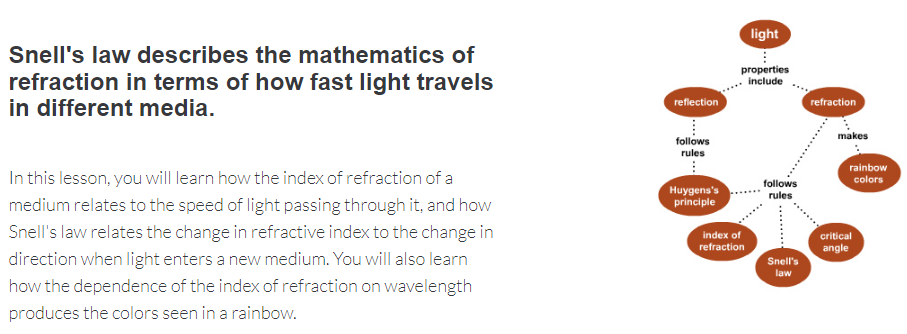 Snell's law describes the mathematics of
refraction in terms of how fast light travels
in different media.
In this lesson, you will learn how the index of refraction of a
medium relates to the speed of light passing through it, and how
Snell's law relates the change in refractive index to the change in
direction when light enters a new medium. You will also learn
how the dependence of the index of refraction on wavelength
produces the colors seen in a rainbow.
light
properties
include
reflection
refraction
follows
rules
makes
rainbow
colors
Huygens's
principle
follows
rules
index of
refraction
Snell's
law
critical
angle